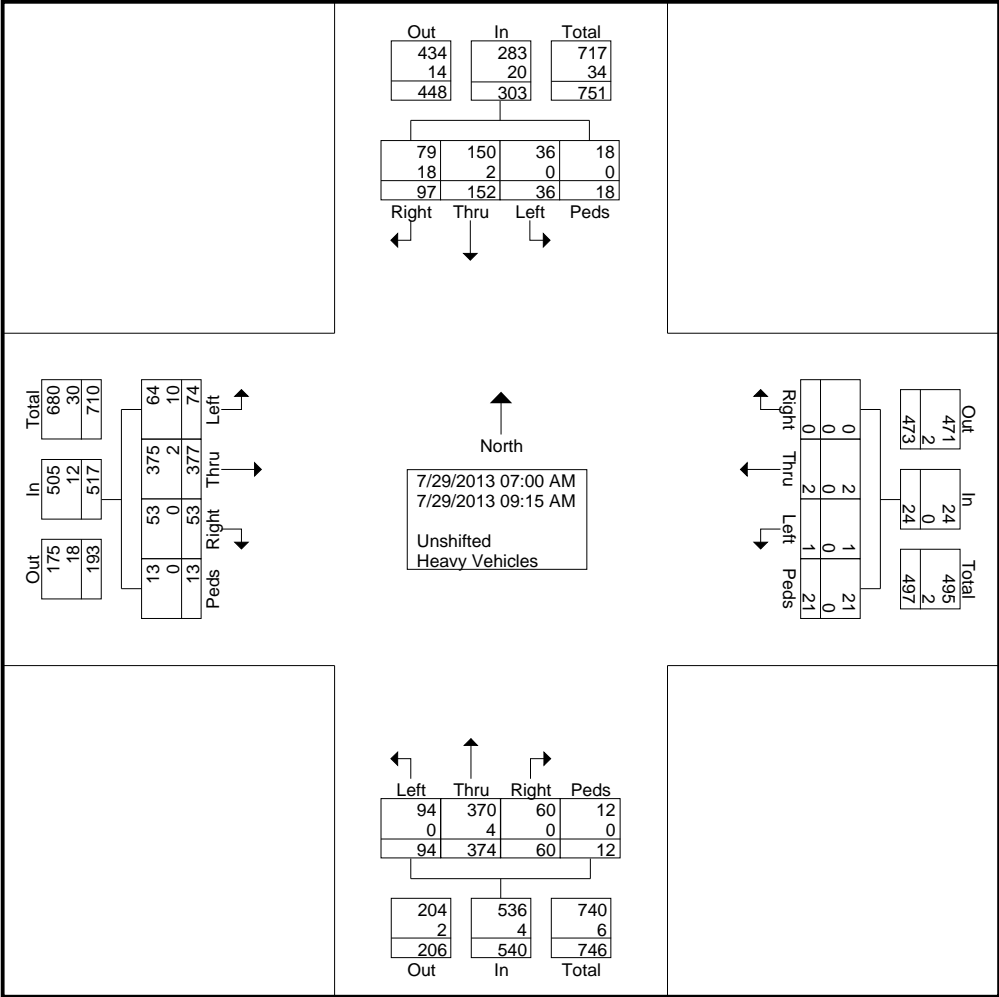 Out In Total
434 283 717
14 20 34
448 303 751
79 150 36 18
18 2 0 0
97 152 36 18
Right Thru Left Peds
Total
680
30
710
In
505
12
517
Out
175
18
193
64 10 74 Left
375 2 377 Thru
53 0 53 Right
13 0 13 Peds
North
7/29/2013 07:00 AM
7/29/2013 09:15 AM
Unshifted
Heavy Vehicles
Right 0 0 0
Thru 2 0 2
Left 1 0 1
Peds 21 0 21
Out
471
2
473
In
24
0
24
Total
495
2
497
Left Thru Right Peds
94 370 60 12
0 4 0 0
94 374 60 12
204 536 740
2 4 6
206 540 746
Out In Total